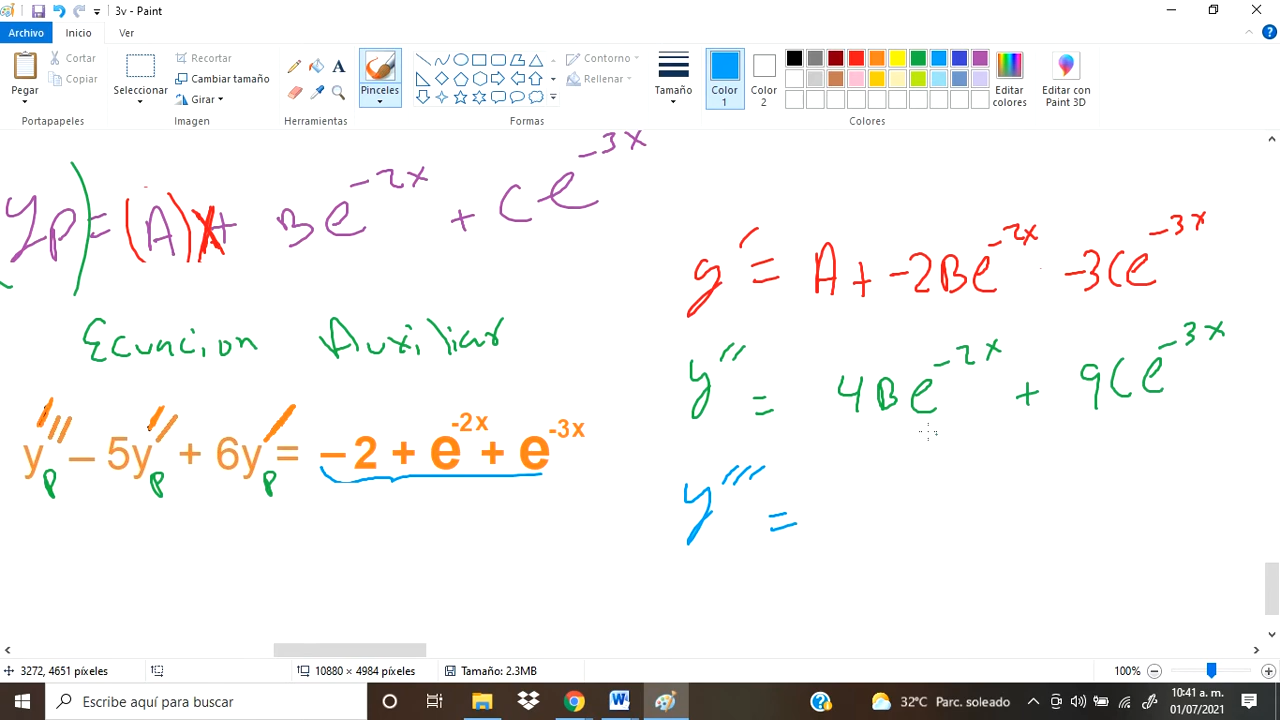 3v - Paint
Archivo Inicio Ver
Pegar Cortar Copiar Seleccionar Recortar Cambiar tamaño Girar A Pinceles Contorno Rellenar Tamaño Color 1 Color 2 Editar colores Editar con Paint 3D
Portapapeles Imagen Herramientas Formas Colores
yp) = (A)x + Be^-2x + Ce^-3x
y' = A + -2Be^-2x -3Ce^-3x
Ecuacion Auxiliar
y'' = 4Be^-2x + 9Ce^-3x
y'''p – 5y''p + 6y'p = – 2 + e^-2x + e^-3x
y''' =
3272, 4651 píxeles 10880 × 4984 píxeles Tamaño: 2.3MB 100%
Escribe aquí para buscar 32°C Parc. soleado 10:41 a. m.
01/07/2021